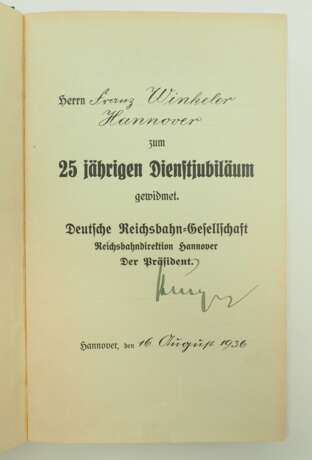 Herrn Franz Winkeler
Hannover
zum
25 jährigen Dienstjubiläum
gewidmet.
Deutsche Reichsbahn=Gesellschaft
Reichsbahndirektion Hannover
Der Präsident.
Hannover, den 16 August 1936